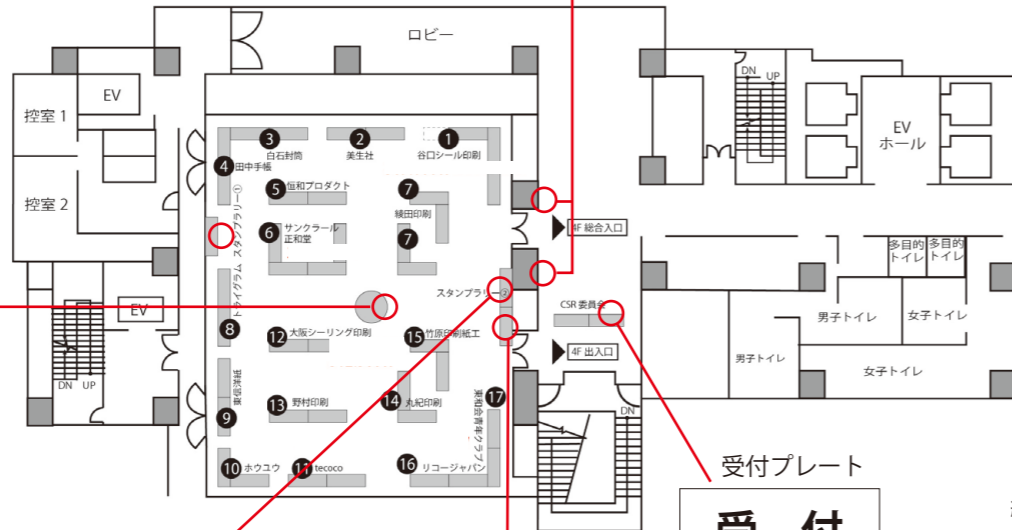 ロビー
EV
控室 1
控室 2
EV
DN UP
DN UP
EV
ホール
3
白石封筒
2
美生社
1
谷口シール印刷
4
田中手帳
5
恒和プロダクト
7
綾田印刷
7
6
サンクラール
正和堂
スタンプラリー①
トライグラム
8
スタンプラリー②
4F 総合入口
CSR 委員会
4F 出入口
12
大阪シーリング印刷
15
竹原印刷紙工
東信洋紙
9
13
野村印刷
14
丸紀印刷
17
東和会青年クラブ
10
ホウユウ
11
tecoco
16
リコージャパン
DN
多目的
トイレ
多目的
トイレ
男子トイレ
女子トイレ
男子トイレ
女子トイレ
受付プレート
受 付